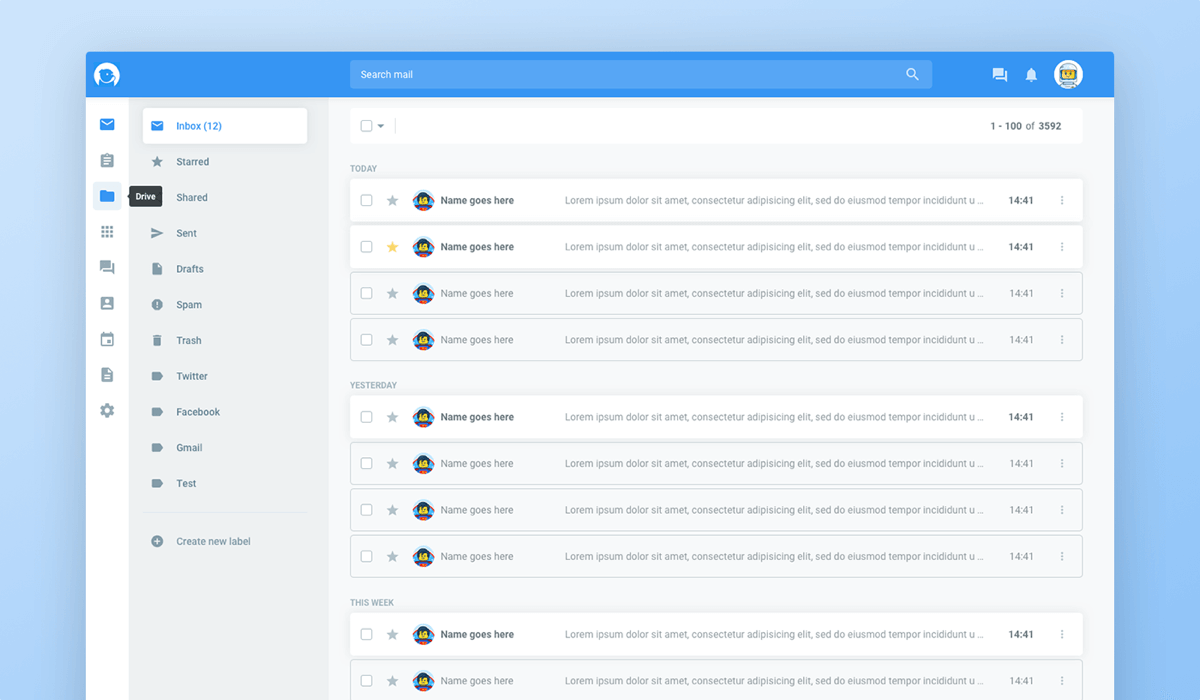 Search mail
Inbox (12)
Starred
Drive
Shared
Sent
Drafts
Spam
Trash
Twitter
Facebook
Gmail
Test
Create new label
1 - 100 of 3592
TODAY
Name goes here Lorem ipsum dolor sit amet, consectetur adipisicing elit, sed do eiusmod tempor incididunt u ... 14:41
Name goes here Lorem ipsum dolor sit amet, consectetur adipisicing elit, sed do eiusmod tempor incididunt u ... 14:41
Name goes here Lorem ipsum dolor sit amet, consectetur adipisicing elit, sed do eiusmod tempor incididunt u ... 14:41
Name goes here Lorem ipsum dolor sit amet, consectetur adipisicing elit, sed do eiusmod tempor incididunt u ... 14:41
YESTERDAY
Name goes here Lorem ipsum dolor sit amet, consectetur adipisicing elit, sed do eiusmod tempor incididunt u ... 14:41
Name goes here Lorem ipsum dolor sit amet, consectetur adipisicing elit, sed do eiusmod tempor incididunt u ... 14:41
Name goes here Lorem ipsum dolor sit amet, consectetur adipisicing elit, sed do eiusmod tempor incididunt u ... 14:41
Name goes here Lorem ipsum dolor sit amet, consectetur adipisicing elit, sed do eiusmod tempor incididunt u ... 14:41
THIS WEEK
Name goes here Lorem ipsum dolor sit amet, consectetur adipisicing elit, sed do eiusmod tempor incididunt u ... 14:41
Name goes here Lorem ipsum dolor sit amet, consectetur adipisicing elit, sed do eiusmod tempor incididunt u ... 14:41